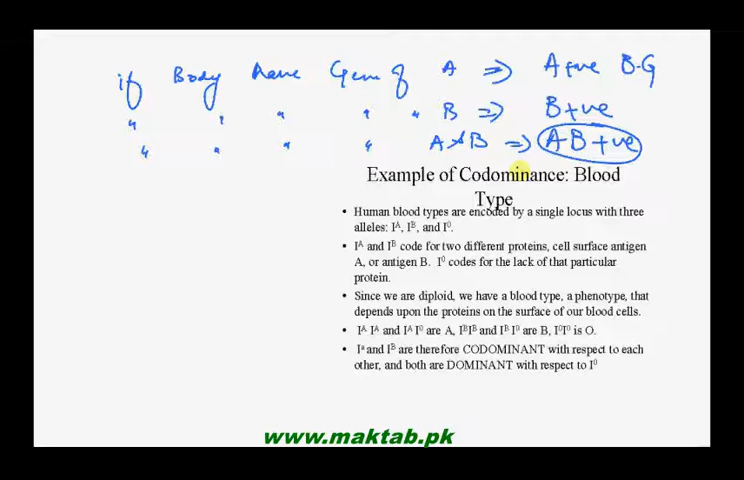 if Body have Gene of A => A+ve B.G
" " " " " B => B+ve
" " " " A & B => AB+ve
Example of Codominance: Blood
Type
• Human blood types are encoded by a single locus with three
alleles: Iᴬ, Iᴮ, and I⁰.
• Iᴬ and Iᴮ code for two different proteins, cell surface antigen
A, or antigen B. I⁰ codes for the lack of that particular
protein.
• Since we are diploid, we have a blood type, a phenotype, that
depends upon the proteins on the surface of our blood cells.
• Iᴬ Iᴬ and Iᴬ I⁰ are A, IᴮIᴮ and Iᴮ I⁰ are B, I⁰I⁰ is O.
• Iᵃ and Iᴮ are therefore CODOMINANT with respect to each
other, and both are DOMINANT with respect to I⁰
www.maktab.pk